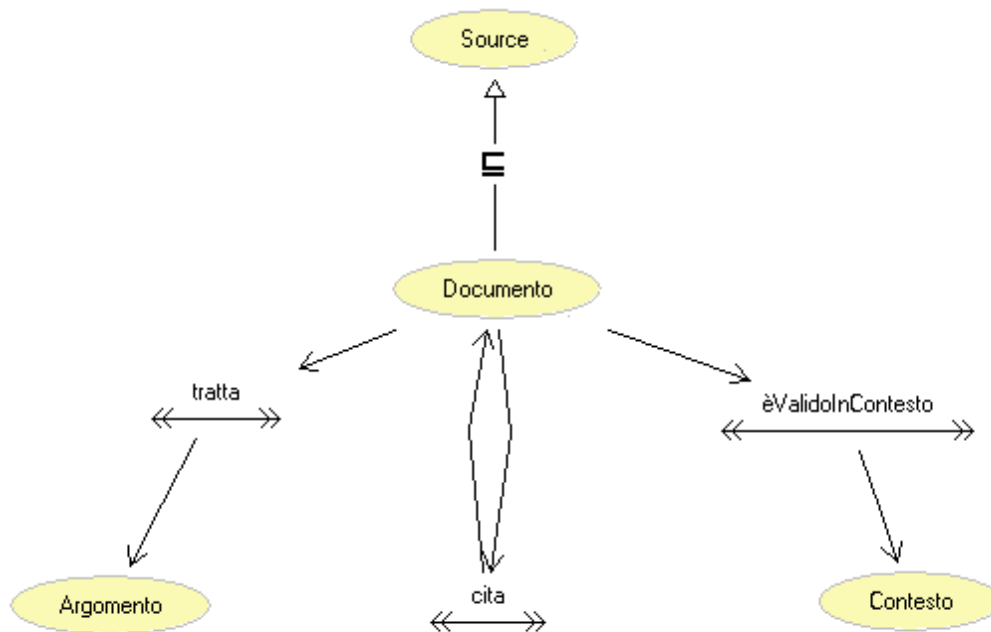 Source
⊑
Documento
tratta
èValidoInContesto
Argomento
cita
Contesto